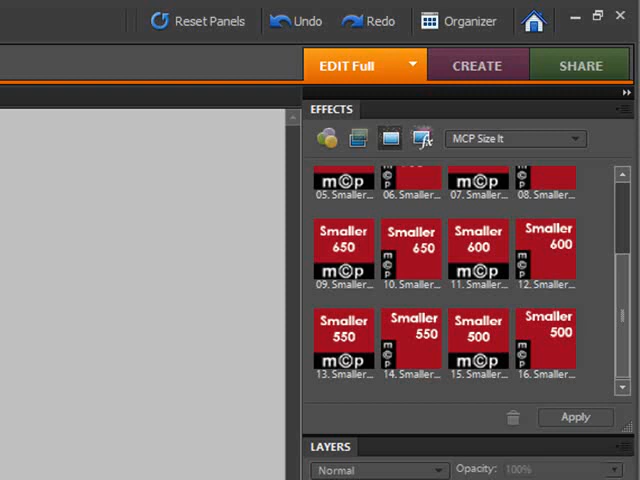 Reset Panels Undo Redo Organizer
EDIT Full CREATE SHARE
EFFECTS
fx MCP Size It
m©p m©p
05. Smaller... 06. Smaller... 07. Smaller... 08. Smaller...
Smaller 650 m©p
Smaller 650 m©p
Smaller 600 m©p
Smaller 600 m©p
09. Smaller... 10. Smaller... 11. Smaller... 12. Smaller...
Smaller 550 m©p
Smaller 550 m©p
Smaller 500 m©p
Smaller 500 m©p
13. Smaller... 14. Smaller... 15. Smaller... 16. Smaller...
Apply
LAYERS
Normal Opacity: 100%